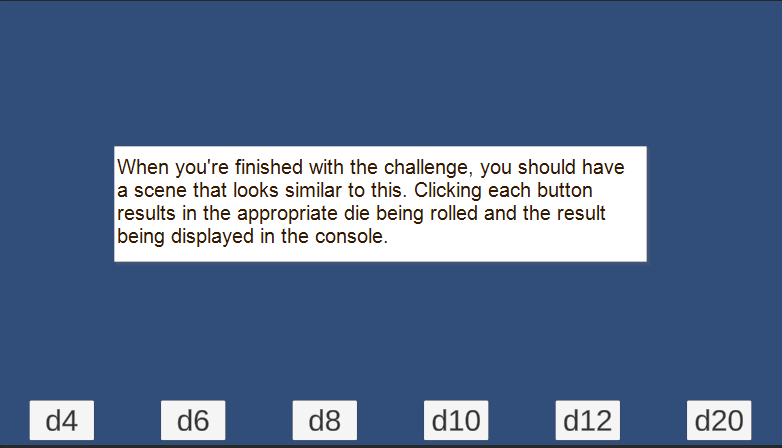 When you're finished with the challenge, you should have
a scene that looks similar to this. Clicking each button
results in the appropriate die being rolled and the result
being displayed in the console.
d4 d6 d8 d10 d12 d20